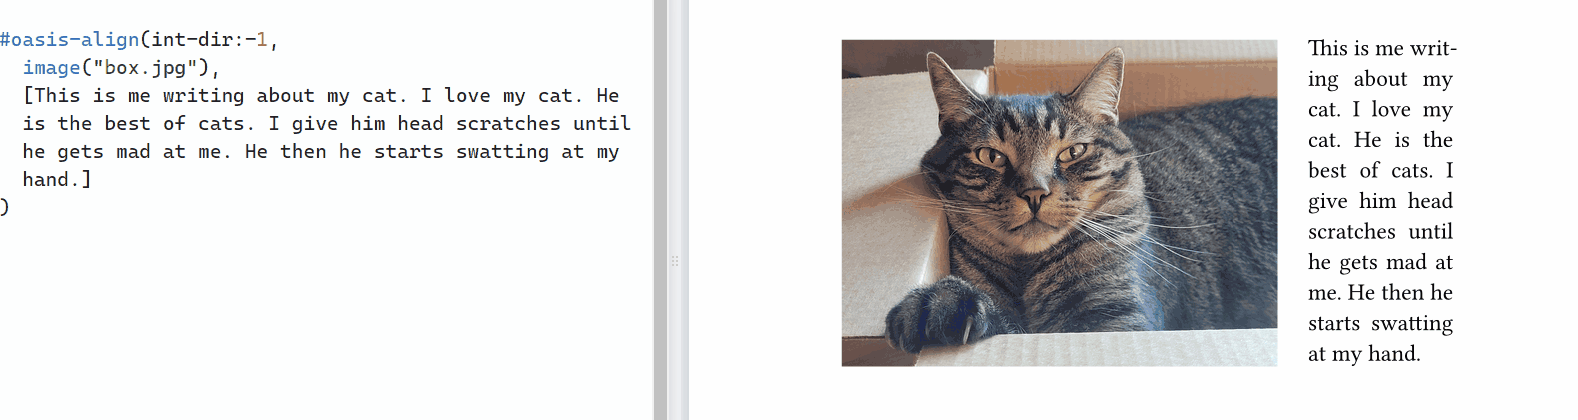 #oasis-align(int-dir:-1,
  image("box.jpg"),
  [This is me writing about my cat. I love my cat. He
  is the best of cats. I give him head scratches until
  he gets mad at me. He then he starts swatting at my
  hand.]
)
This is me writ-
ing about my
cat. I love my
cat. He is the
best of cats. I
give him head
scratches until
he gets mad at
me. He then he
starts swatting
at my hand.